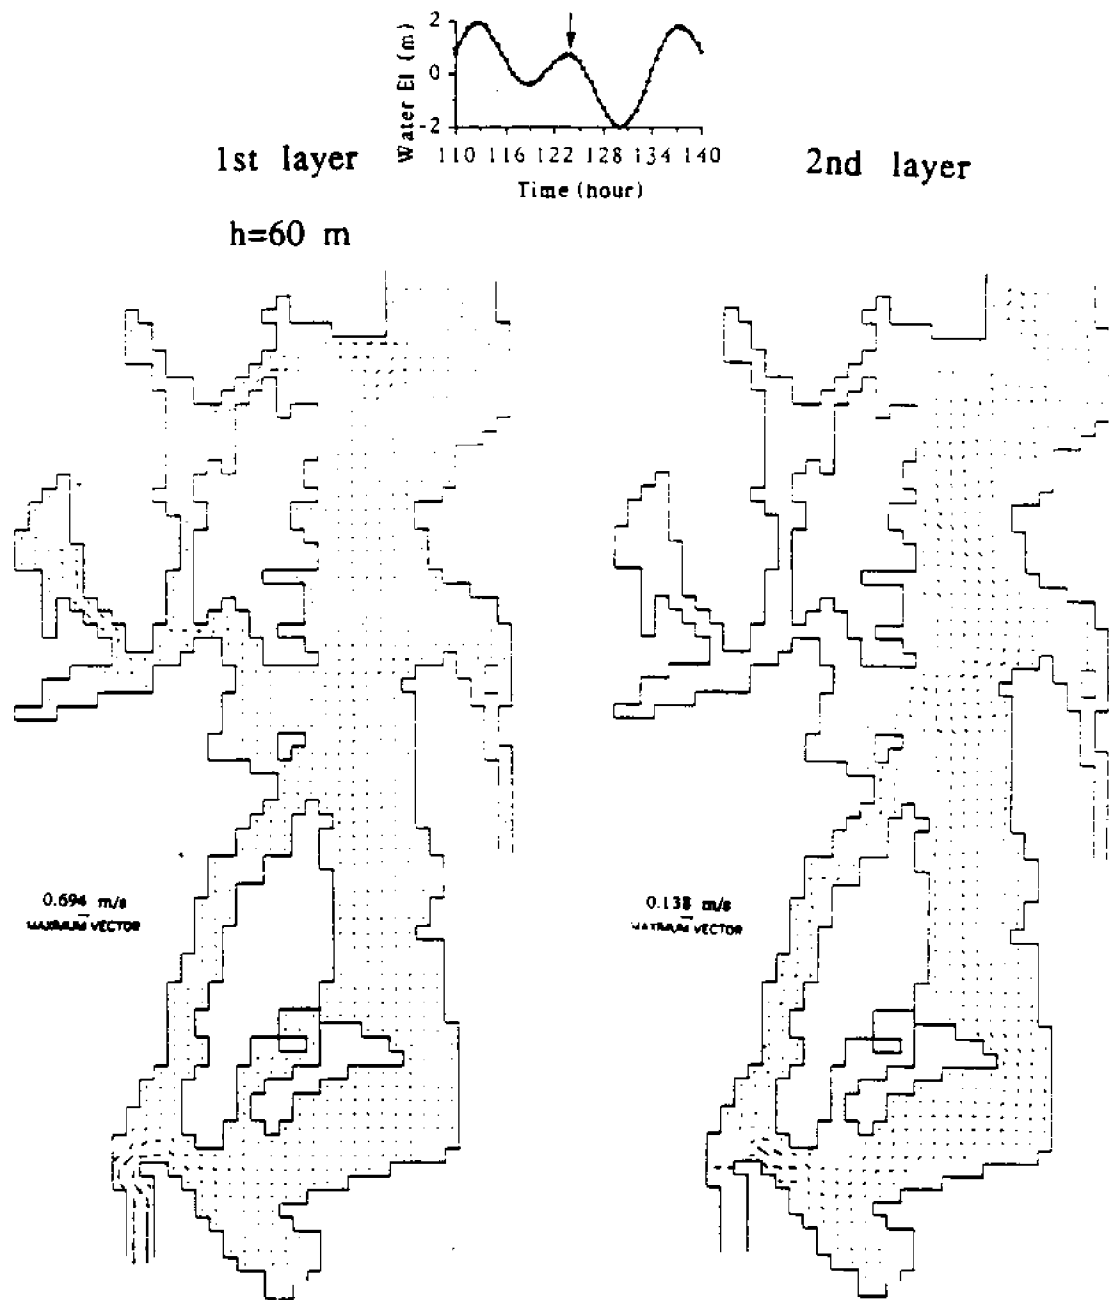 2
0
-2
Water El (m)
110 116 122 128 134 140
Time (hour)
1st layer
2nd layer
h=60 m
0.694 m/s
MAXIMUM VECTOR
0.138 m/s
MAXIMUM VECTOR